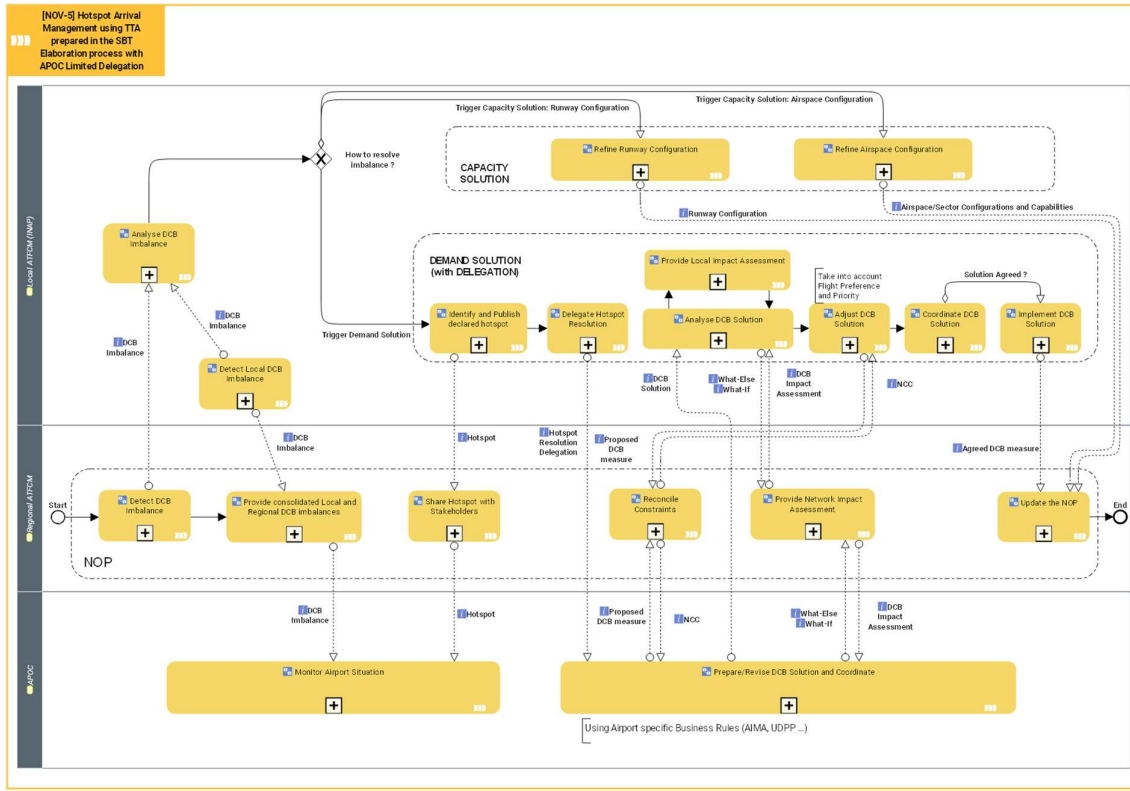 [NOV-5] Hotspot Arrival
Management using TTA
prepared in the SBT
Elaboration process with
APOC Limited Delegation
Local ATFCM (INAP)
Trigger Capacity Solution: Runway Configuration
Trigger Capacity Solution: Airspace Configuration
How to resolve
imbalance ?
CAPACITY
SOLUTION
Refine Runway Configuration
Refine Airspace Configuration
Runway Configuration
Airspace/Sector Configurations and Capabilities
Analyse DCB
Imbalance
DCB
Imbalance
DCB
Imbalance
Detect Local DCB
Imbalance
Trigger Demand Solution
DEMAND SOLUTION
(with DELEGATION)
Identify and Publish
declared hotspot
Delegate Hotspot
Resolution
Provide Local Impact Assessment
Analyse DCB Solution
Take into account
Flight Preference
and Priority
Adjust DCB
Solution
Solution Agreed ?
Coordinate DCB
Solution
Implement DCB
Solution
DCB
Solution
What-Else
What-If
DCB
Impact
Assessment
NCC
DCB
Imbalance
Hotspot
Hotspot
Resolution
Delegation
Proposed
DCB
measure
Agreed DCB measure
Regional ATFCM
Start
Detect DCB
Imbalance
Provide consolidated Local and
Regional DCB imbalances
Share Hotspot with
Stakeholders
Reconcile
Constraints
Provide Network Impact
Assessment
Update the NOP
End
NOP
APOC
DCB
Imbalance
Hotspot
Proposed
DCB measure
NCC
What-Else
What-If
DCB
Impact
Assessment
Monitor Airport Situation
Prepare/Revise DCB Solution and Coordinate
Using Airport specific Business Rules (AIMA, UDPP ...)